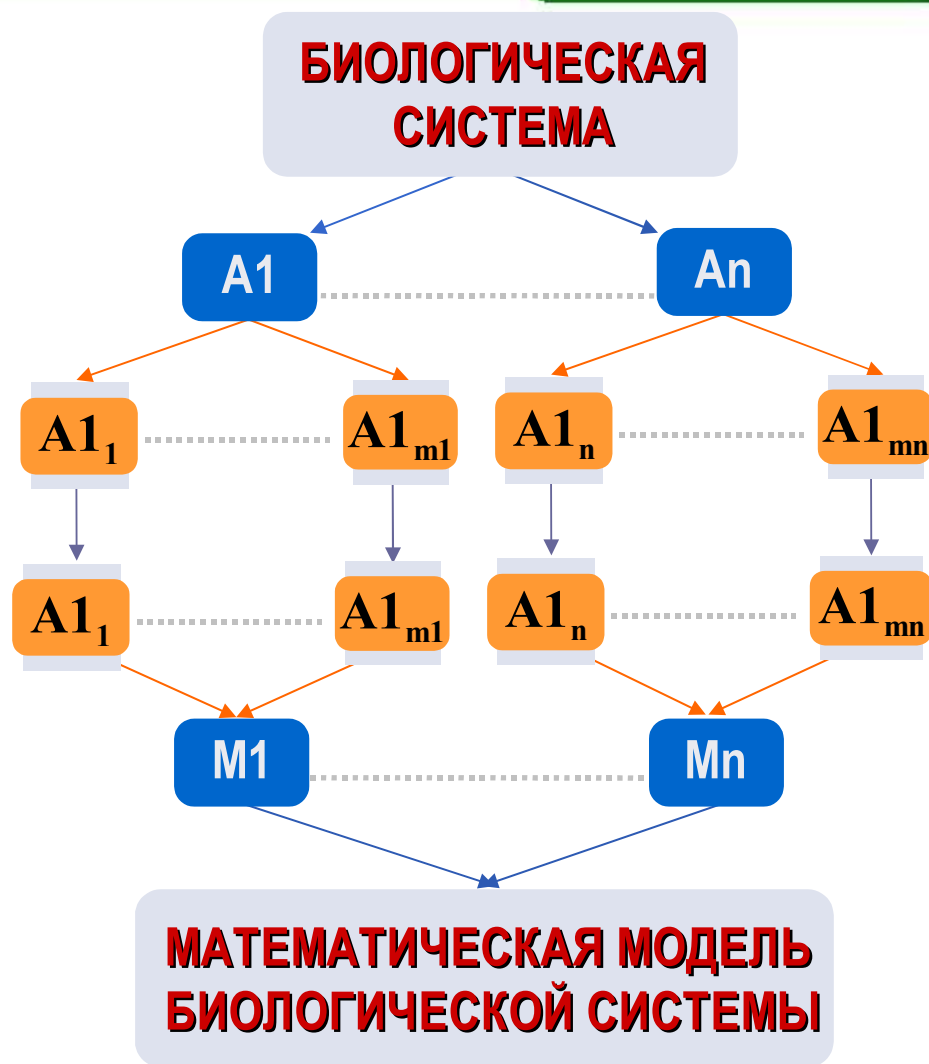 БИОЛОГИЧЕСКАЯ
СИСТЕМА
A1
An
A1₁
A1ₘ₁
A1ₙ
A1ₘₙ
A1₁
A1ₘ₁
A1ₙ
A1ₘₙ
M1
Mn
МАТЕМАТИЧЕСКАЯ МОДЕЛЬ
БИОЛОГИЧЕСКОЙ СИСТЕМЫ